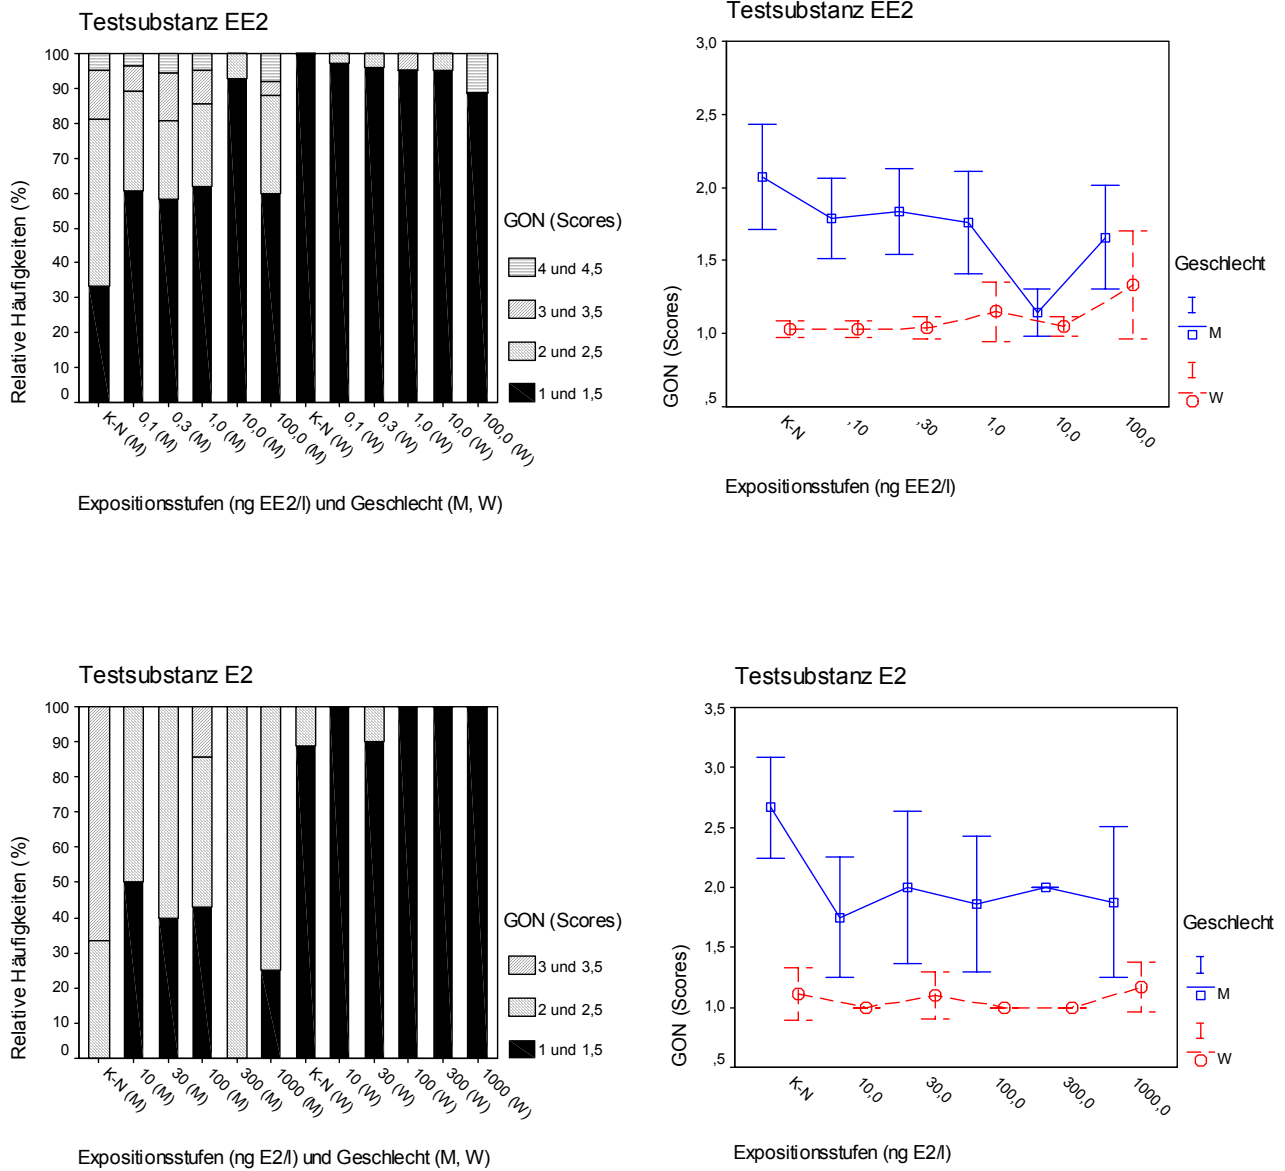 Testsubstanz EE2
100
90
80
70
60
50
40
30
20
10
0
Relative Häufigkeiten (%)
K-N (M)
0,1 (M)
0,3 (M)
1,0 (M)
10,0 (M)
100,0 (M)
K-N (W)
0,1 (W)
0,3 (W)
1,0 (W)
10,0 (W)
100,0 (W)
Expositionsstufen (ng EE2/l) und Geschlecht (M, W)
GON (Scores)
4 und 4,5
3 und 3,5
2 und 2,5
1 und 1,5
Testsubstanz EE2
3,0
2,5
2,0
1,5
1,0
,5
GON (Scores)
K-N
,10
,30
1,0
10,0
100,0
Expositionsstufen (ng EE2/l)
Geschlecht
M
W
Testsubstanz E2
100
90
80
70
60
50
40
30
20
10
0
Relative Häufigkeiten (%)
K-N (M)
10 (M)
30 (M)
100 (M)
300 (M)
1000 (M)
K-N (W)
10 (W)
30 (W)
100 (W)
300 (W)
1000 (W)
Expositionsstufen (ng E2/l) und Geschlecht (M, W)
GON (Scores)
3 und 3,5
2 und 2,5
1 und 1,5
Testsubstanz E2
3,5
3,0
2,5
2,0
1,5
1,0
,5
GON (Scores)
K-N
10,0
30,0
100,0
300,0
1000,0
Expositionsstufen (ng E2/l)
Geschlecht
M
W